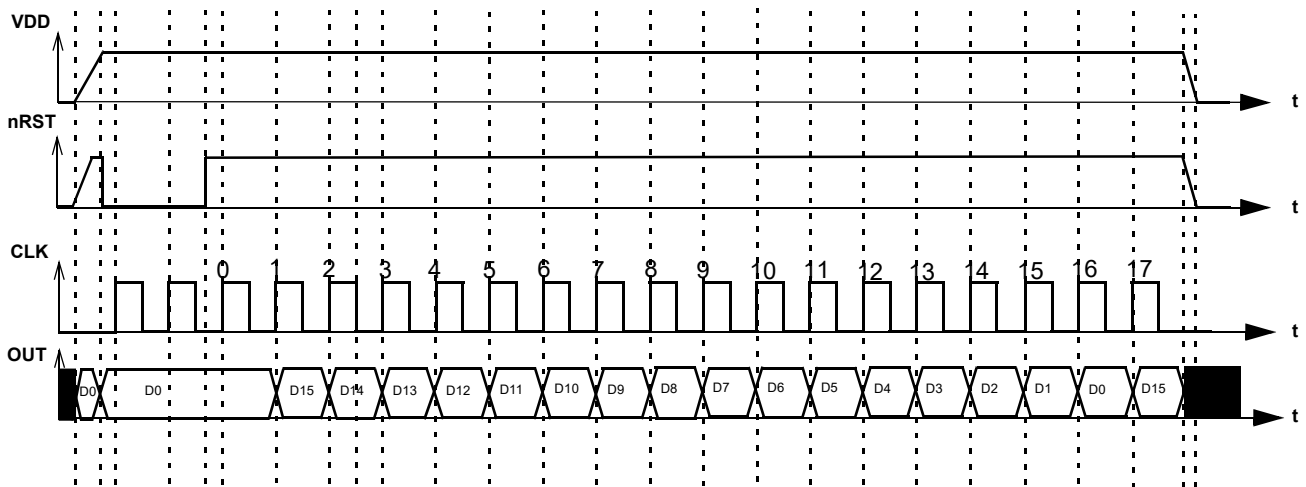 VDD
t
nRST
t
CLK
0 1 2 3 4 5 6 7 8 9 10 11 12 13 14 15 16 17
t
OUT
D0 D0 D15 D14 D13 D12 D11 D10 D9 D8 D7 D6 D5 D4 D3 D2 D1 D0 D15
t